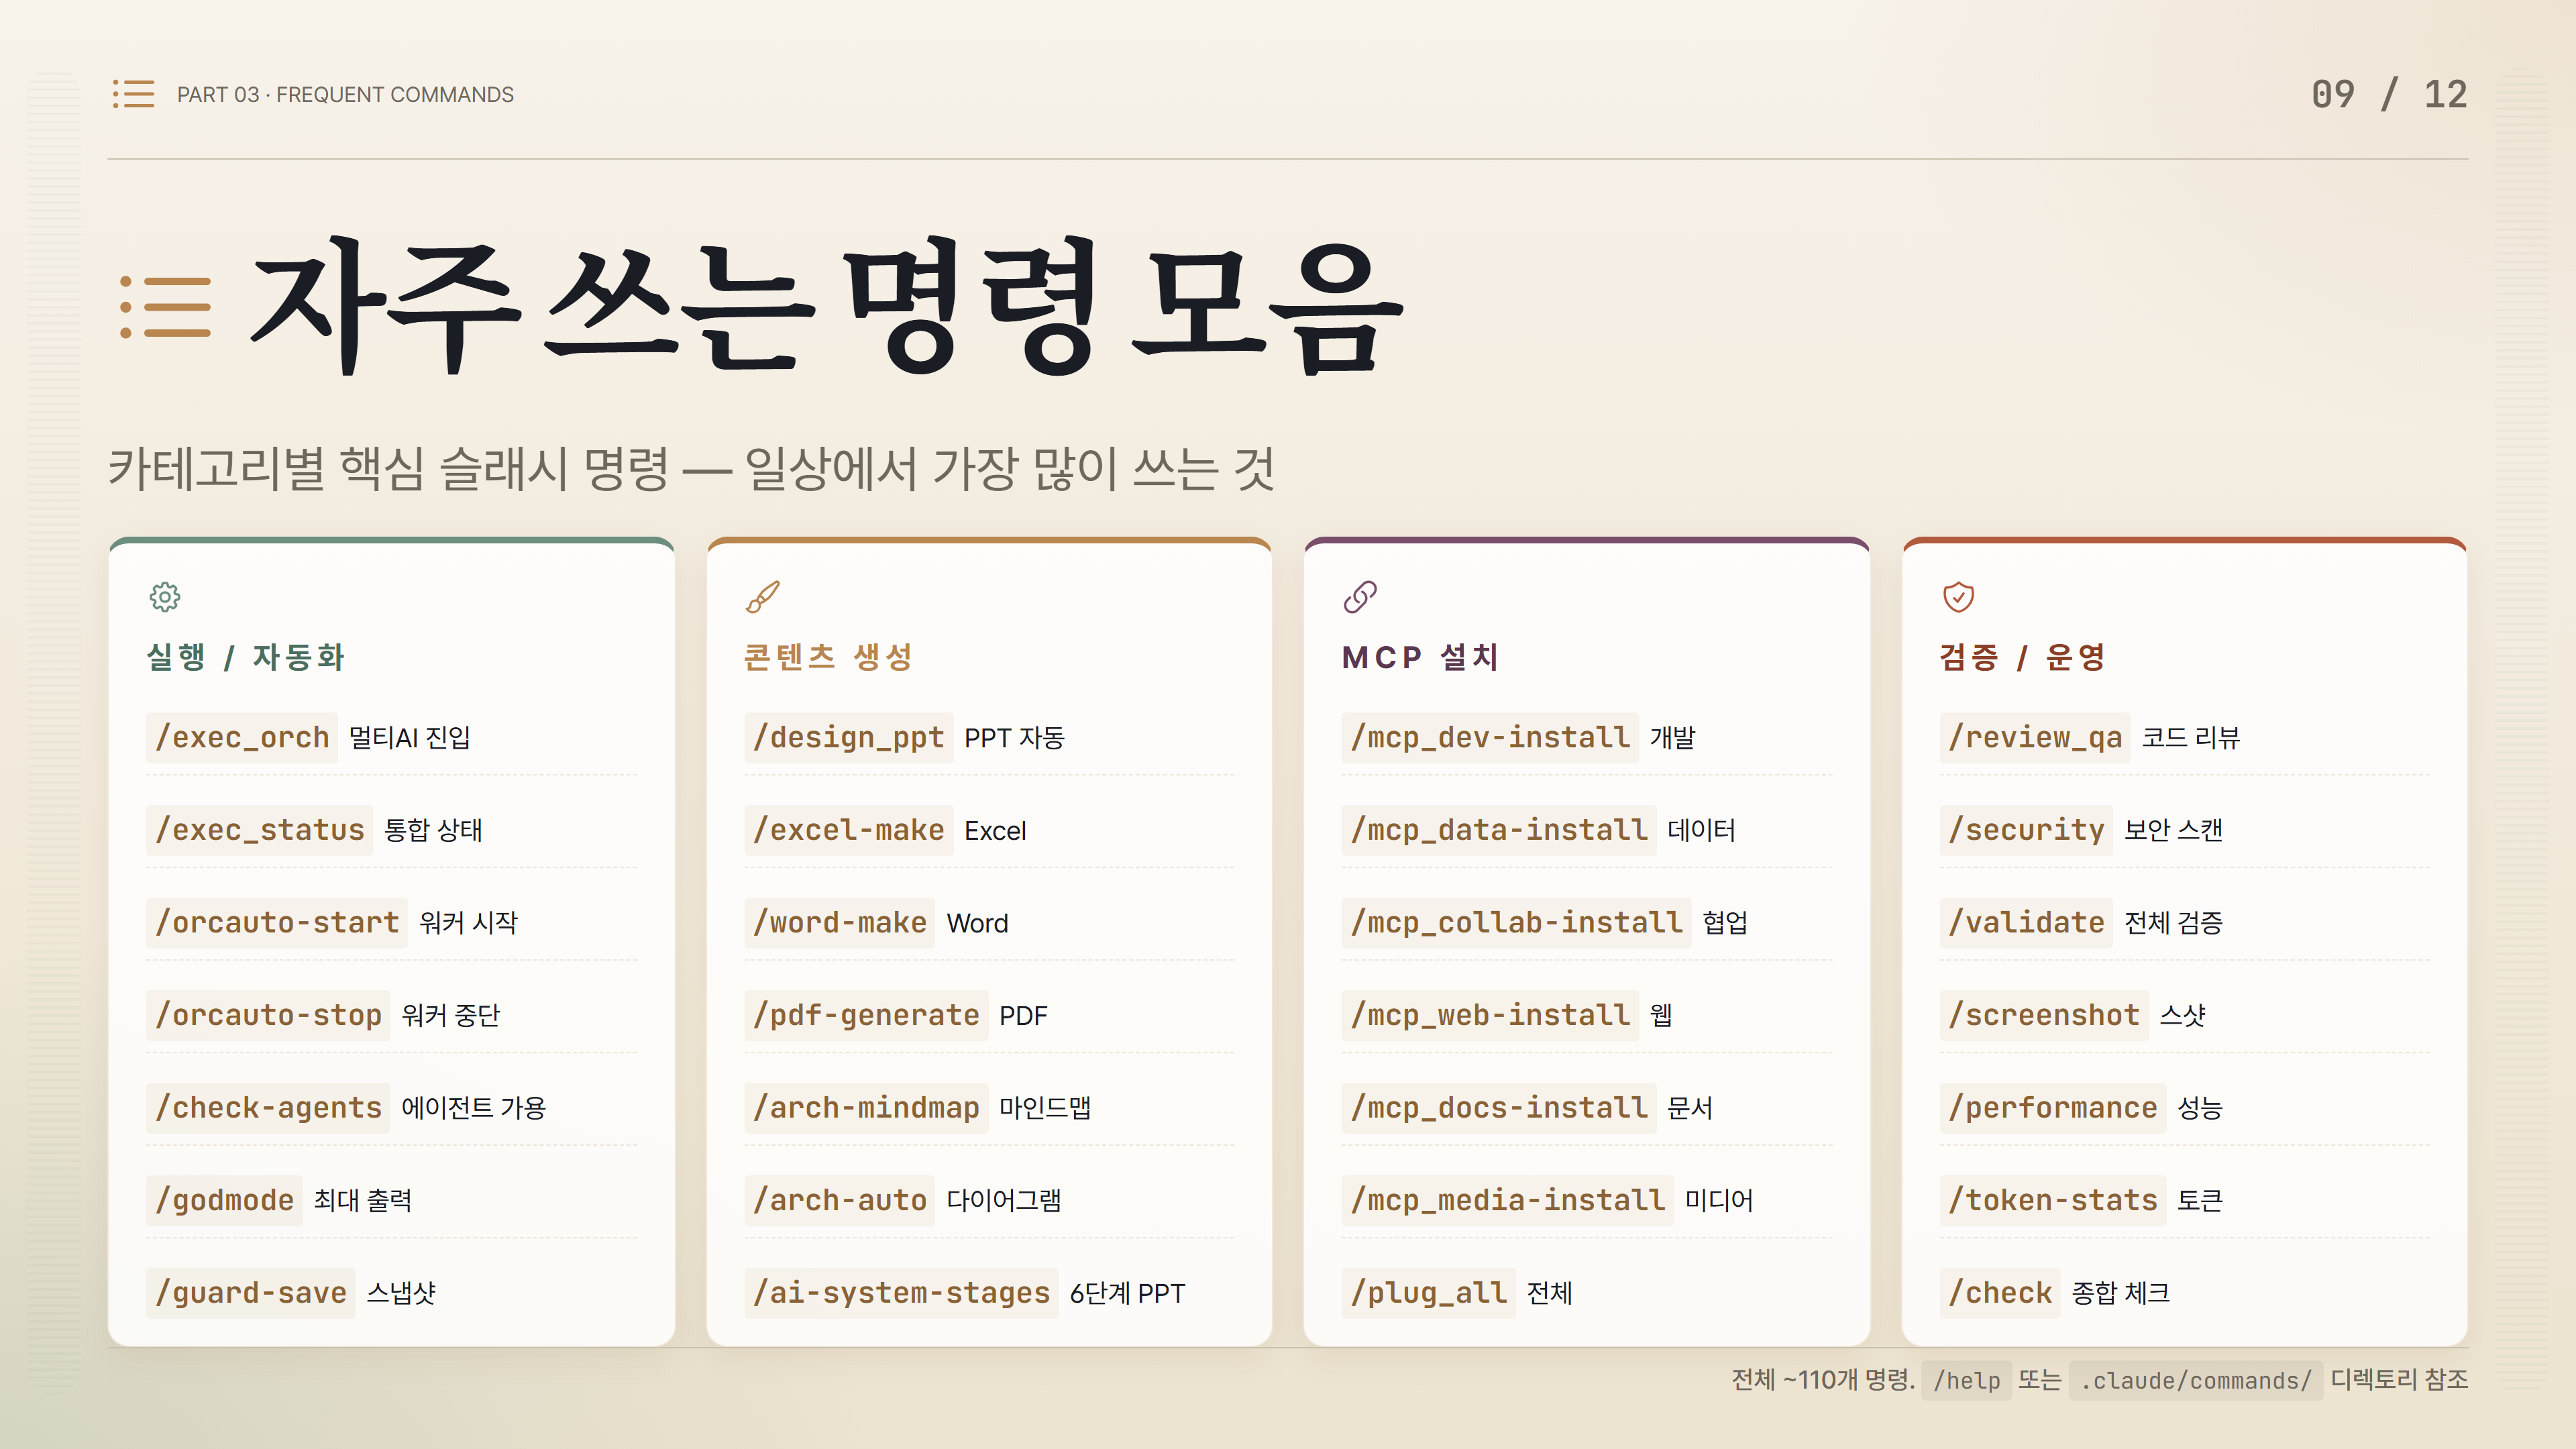 PART 03 · FREQUENT COMMANDS
09 / 12
자주 쓰는 명령 모음
카테고리별 핵심 슬래시 명령 — 일상에서 가장 많이 쓰는 것
실행 / 자동화
/exec_orch 멀티AI 진입
/exec_status 통합 상태
/orcauto-start 워커 시작
/orcauto-stop 워커 중단
/check-agents 에이전트 가용
/godmode 최대 출력
/guard-save 스냅샷
콘텐츠 생성
/design_ppt PPT 자동
/excel-make Excel
/word-make Word
/pdf-generate PDF
/arch-mindmap 마인드맵
/arch-auto 다이어그램
/ai-system-stages 6단계 PPT
MCP 설치
/mcp_dev-install 개발
/mcp_data-install 데이터
/mcp_collab-install 협업
/mcp_web-install 웹
/mcp_docs-install 문서
/mcp_media-install 미디어
/plug_all 전체
검증 / 운영
/review_qa 코드 리뷰
/security 보안 스캔
/validate 전체 검증
/screenshot 스샷
/performance 성능
/token-stats 토큰
/check 종합 체크
전체 ~110개 명령. /help 또는 .claude/commands/ 디렉토리 참조